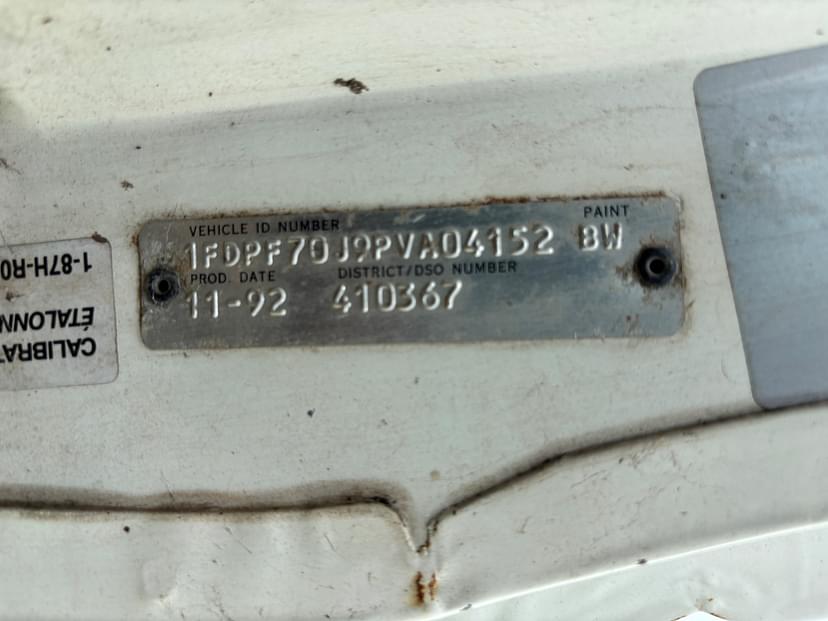 VEHICLE ID NUMBER PAINT
1FDPF70J9PVA04152 BW
PROD. DATE DISTRICT/DSO NUMBER
11-92 410367
1-87H-R0
ÉTALONN
CALIBRAT